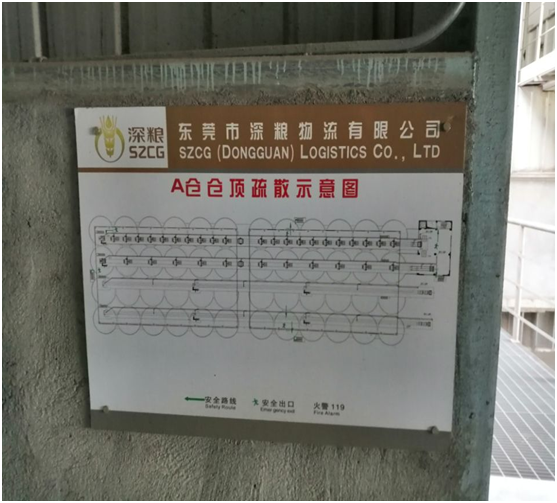 深粮
SZCG
东莞市深粮物流有限公司
SZCG (DONGGUAN) LOGISTICS CO., LTD
A仓仓顶疏散示意图
安全路线
Safety Route
安全出口
火警 119
Fire Alarm